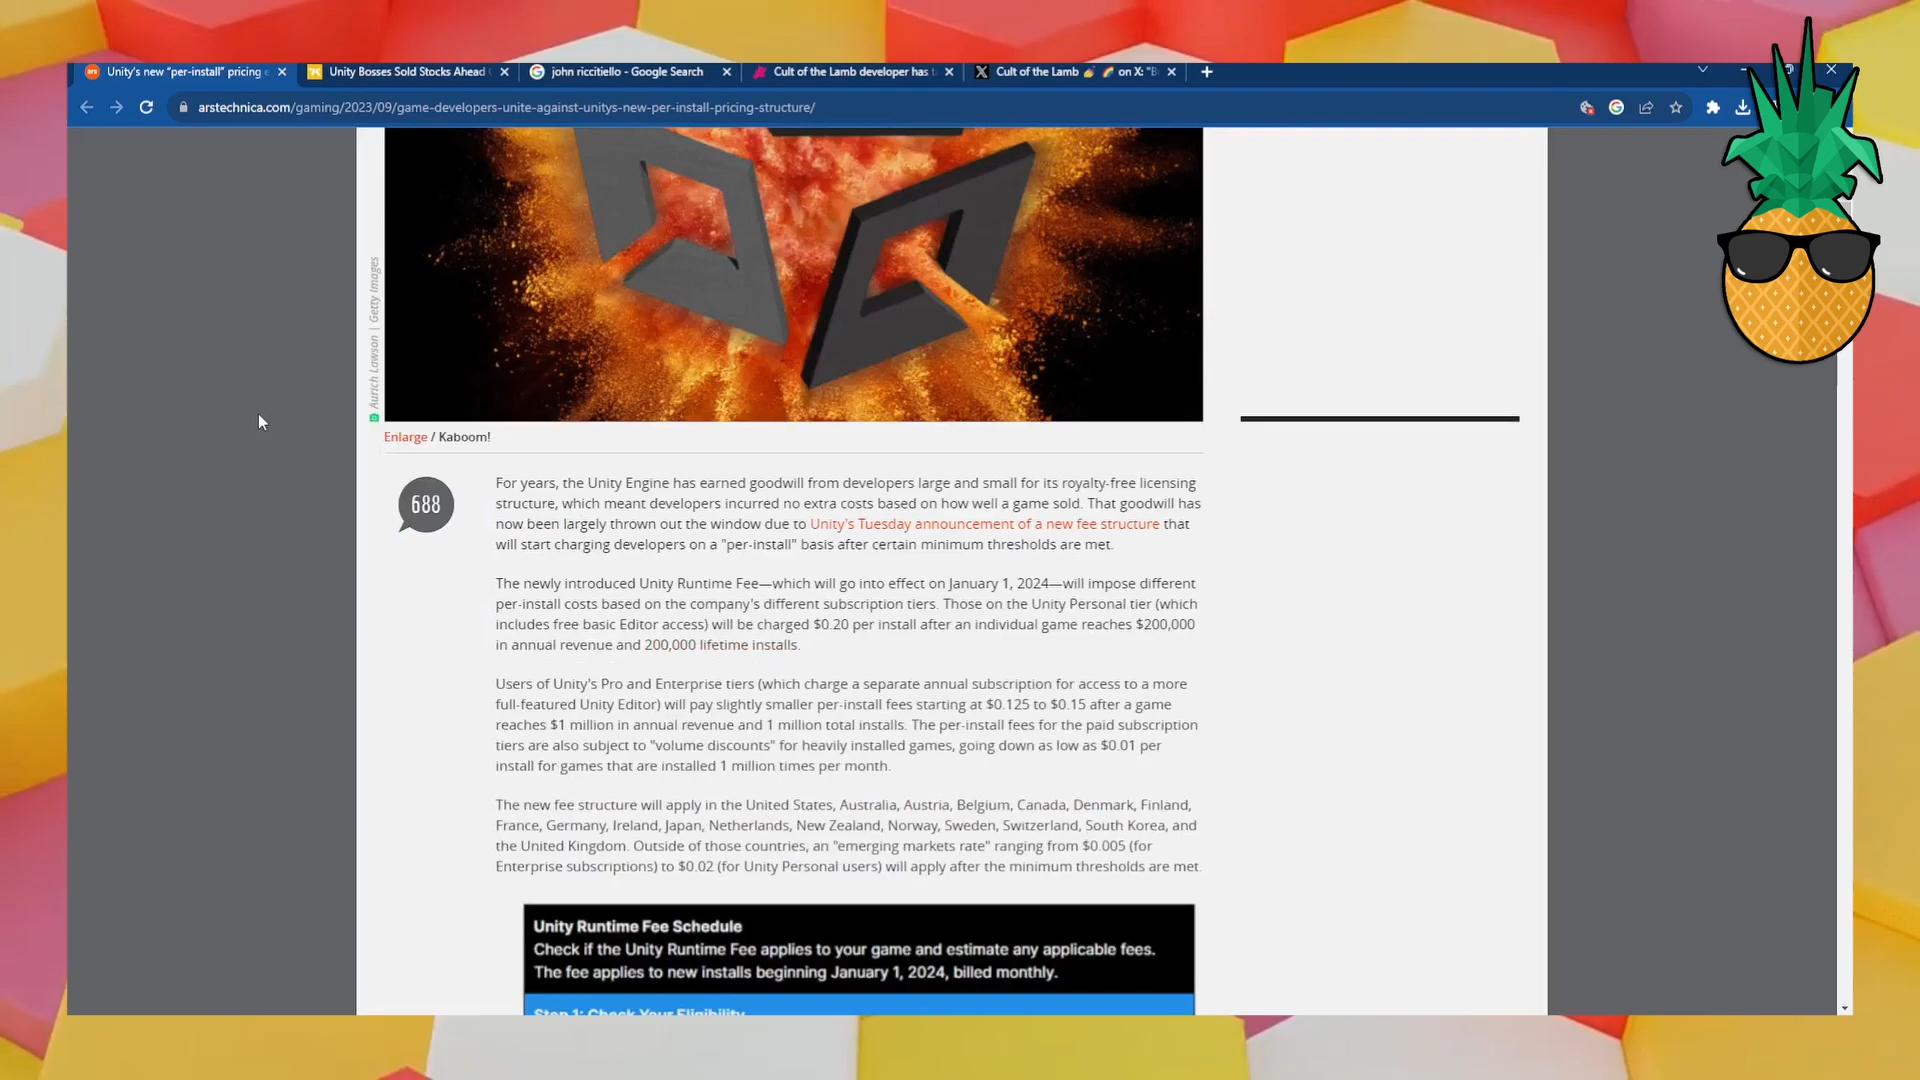 Unity's new "per-install" pricing
Unity Bosses Sold Stocks Ahead
john riccitiello - Google Search
Cult of the Lamb developer has
Cult of the Lamb
on X: "B
arstechnica.com/gaming/2023/09/game-developers-unite-against-unitys-new-per-install-pricing-structure/
Aurich Lawson | Getty Images
Enlarge / Kaboom!
688
For years, the Unity Engine has earned goodwill from developers large and small for its royalty-free licensing
structure, which meant developers incurred no extra costs based on how well a game sold. That goodwill has
now been largely thrown out the window due to Unity's Tuesday announcement of a new fee structure that
will start charging developers on a "per-install" basis after certain minimum thresholds are met.
The newly introduced Unity Runtime Fee—which will go into effect on January 1, 2024—will impose different
per-install costs based on the company's different subscription tiers. Those on the Unity Personal tier (which
includes free basic Editor access) will be charged $0.20 per install after an individual game reaches $200,000
in annual revenue and 200,000 lifetime installs.
Users of Unity's Pro and Enterprise tiers (which charge a separate annual subscription for access to a more
full-featured Unity Editor) will pay slightly smaller per-install fees starting at $0.125 to $0.15 after a game
reaches $1 million in annual revenue and 1 million total installs. The per-install fees for the paid subscription
tiers are also subject to "volume discounts" for heavily installed games, going down as low as $0.01 per
install for games that are installed 1 million times per month.
The new fee structure will apply in the United States, Australia, Austria, Belgium, Canada, Denmark, Finland,
France, Germany, Ireland, Japan, Netherlands, New Zealand, Norway, Sweden, Switzerland, South Korea, and
the United Kingdom. Outside of those countries, an "emerging markets rate" ranging from $0.005 (for
Enterprise subscriptions) to $0.02 (for Unity Personal users) will apply after the minimum thresholds are met.
Unity Runtime Fee Schedule
Check if the Unity Runtime Fee applies to your game and estimate any applicable fees.
The fee applies to new installs beginning January 1, 2024, billed monthly.
Step 1: Check Your Eligibility